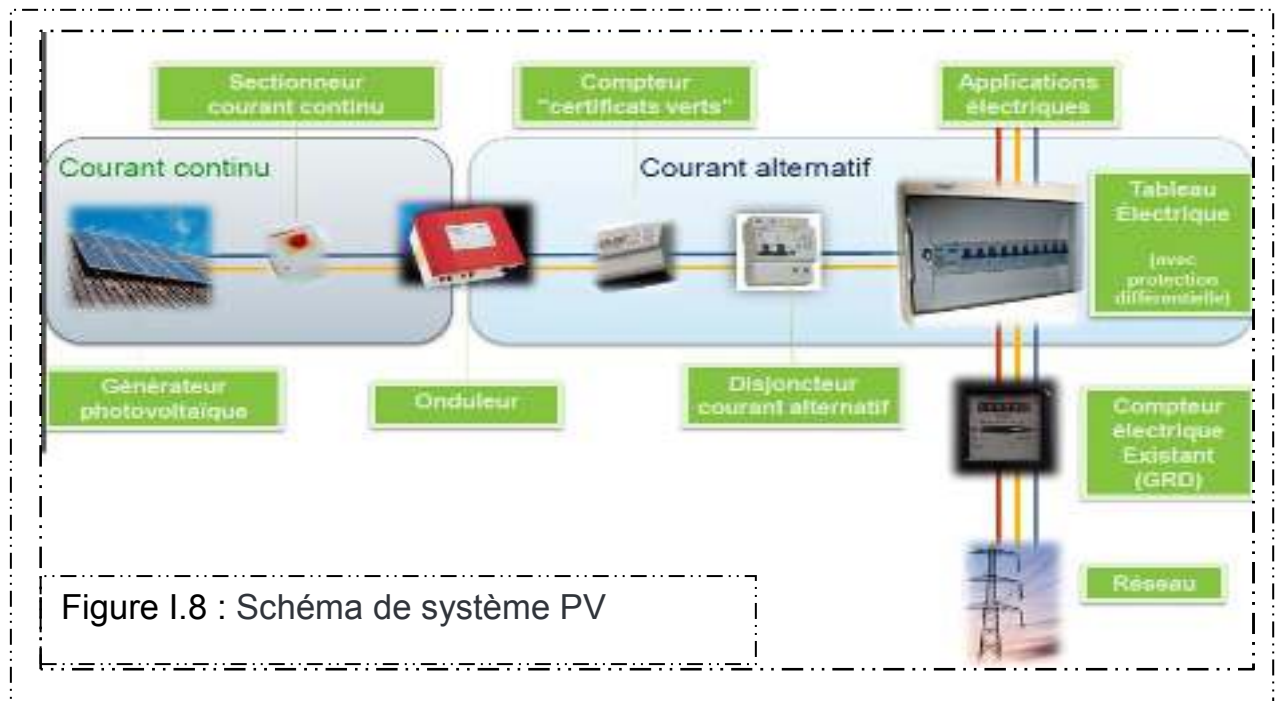 Sectionneur
courant continu
Compteur
"certificats verts"
Applications
électriques
Courant continu
Courant alternatif
Tableau
Électrique
(avec
protection
différentielle)
Générateur
photovoltaïque
Onduleur
Disjoncteur
courant alternatif
Compteur
électrique
Existant
(GRD)
Réseau
Figure I.8 : Schéma de système PV